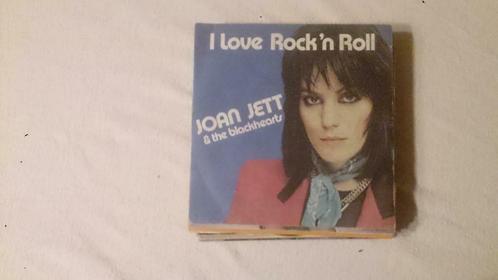 I Love Rock'n Roll
JOAN JETT
& the blackhearts